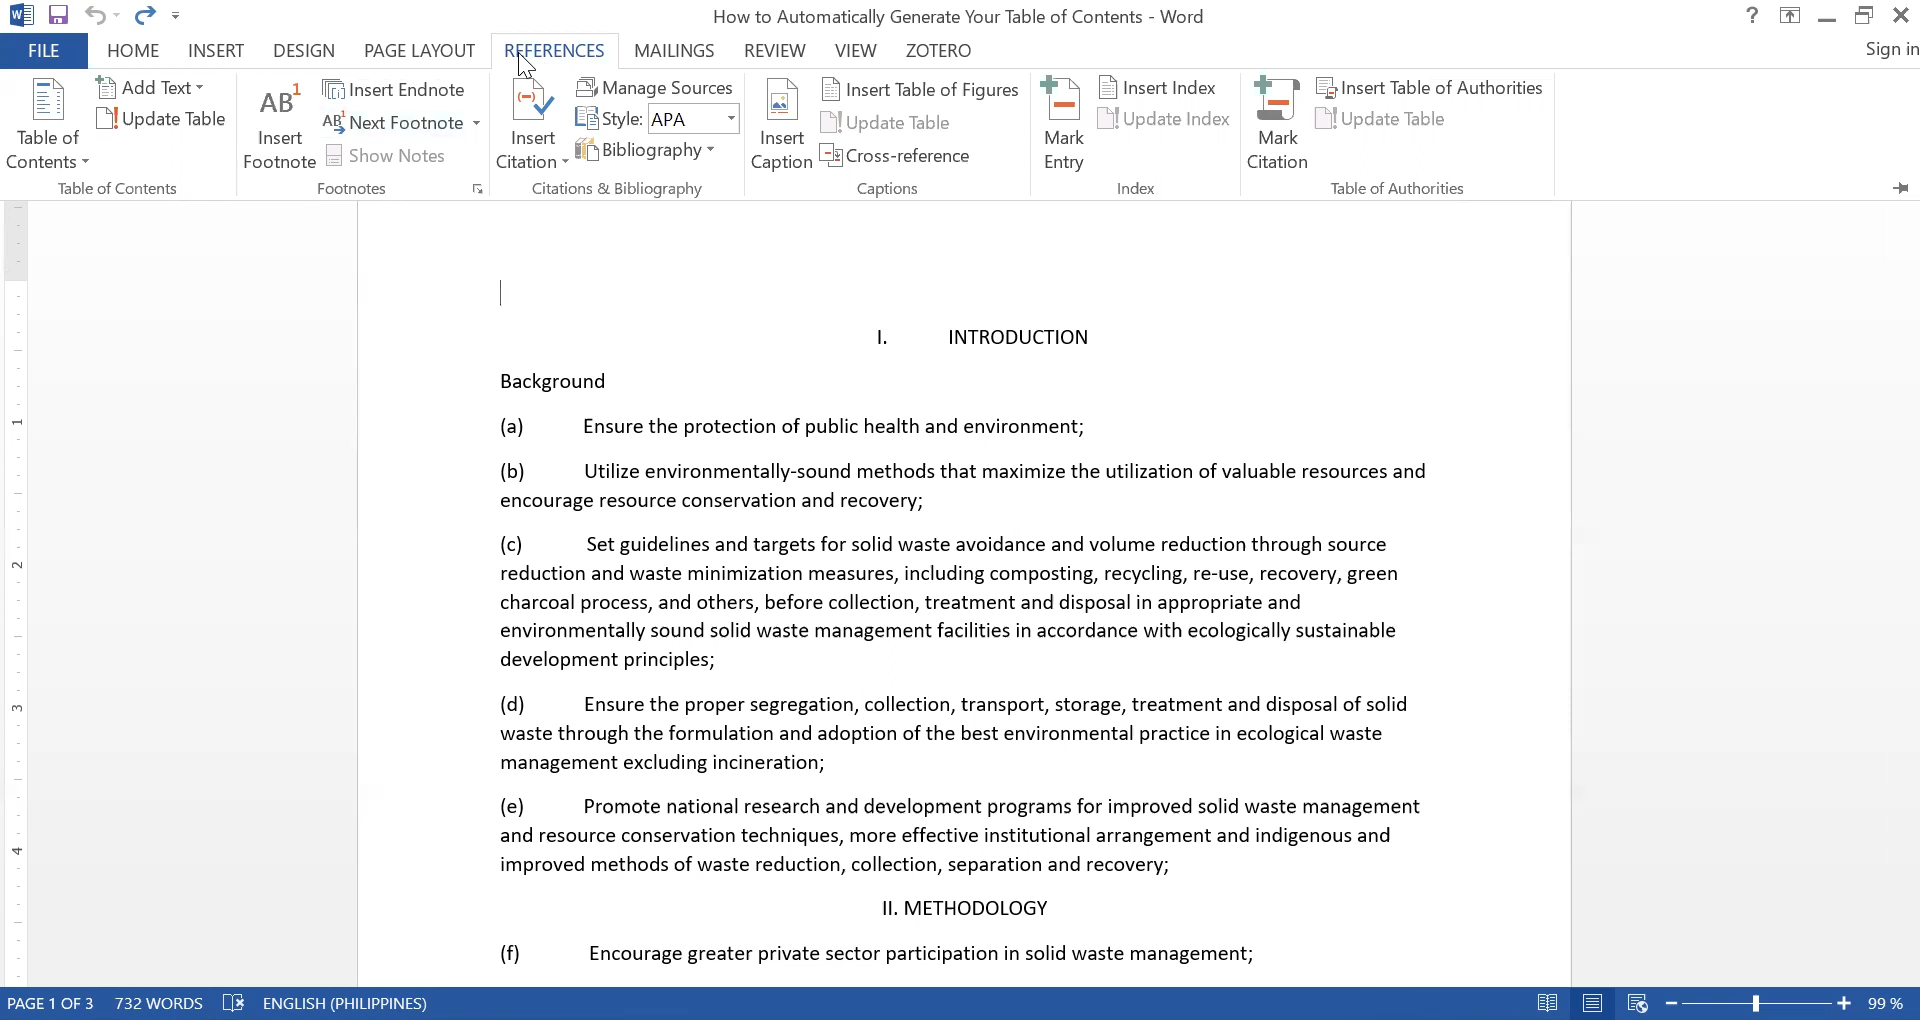 How to Automatically Generate Your Table of Contents - Word
Sign in
FILE HOME INSERT DESIGN PAGE LAYOUT REFERENCES MAILINGS REVIEW VIEW ZOTERO
Table of Contents
Add Text
Update Table
Table of Contents
AB1 Insert Footnote
Insert Endnote
AB1 Next Footnote
Show Notes
Footnotes
Insert Citation
Manage Sources
Style: APA
Bibliography
Citations & Bibliography
Insert Caption
Insert Table of Figures
Update Table
Cross-reference
Captions
Mark Entry
Insert Index
Update Index
Index
Mark Citation
Insert Table of Authorities
Update Table
Table of Authorities
I. INTRODUCTION
Background
(a) Ensure the protection of public health and environment;
(b) Utilize environmentally-sound methods that maximize the utilization of valuable resources and
encourage resource conservation and recovery;
(c) Set guidelines and targets for solid waste avoidance and volume reduction through source
reduction and waste minimization measures, including composting, recycling, re-use, recovery, green
charcoal process, and others, before collection, treatment and disposal in appropriate and
environmentally sound solid waste management facilities in accordance with ecologically sustainable
development principles;
(d) Ensure the proper segregation, collection, transport, storage, treatment and disposal of solid
waste through the formulation and adoption of the best environmental practice in ecological waste
management excluding incineration;
(e) Promote national research and development programs for improved solid waste management
and resource conservation techniques, more effective institutional arrangement and indigenous and
improved methods of waste reduction, collection, separation and recovery;
II. METHODOLOGY
(f) Encourage greater private sector participation in solid waste management;
1
2
3
4
PAGE 1 OF 3 732 WORDS ENGLISH (PHILIPPINES) 99 %